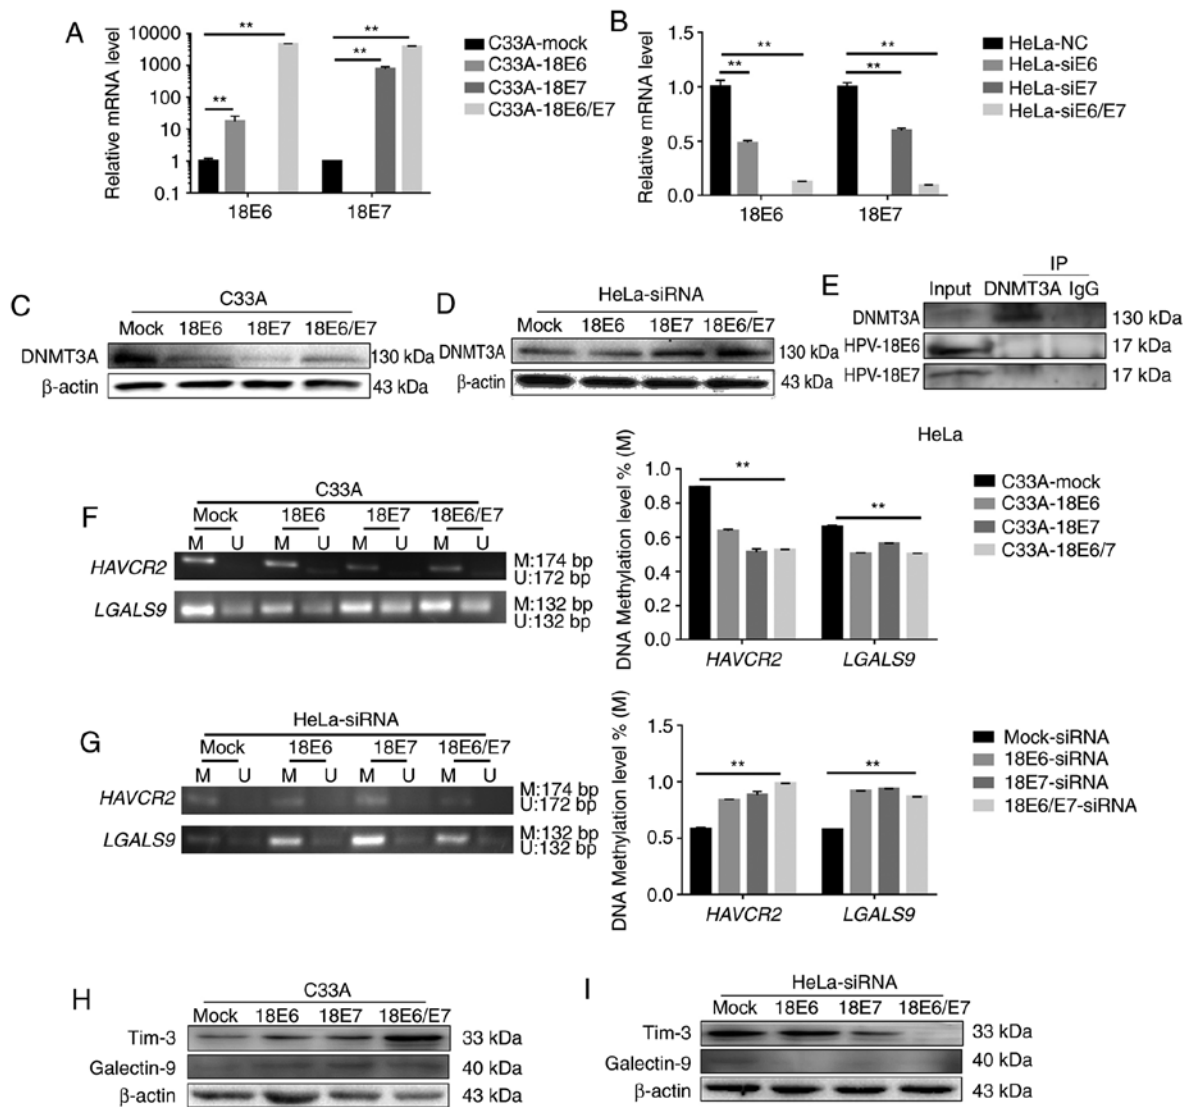 A
Relative mRNA level
10000
1000
100
10
1
0.1
** ** ** ** **
18E6 18E7
C33A-mock
C33A-18E6
C33A-18E7
C33A-18E6/E7
B
Relative mRNA level
1.5
1.0
0.5
0.0
** ** ** **
18E6 18E7
HeLa-NC
HeLa-siE6
HeLa-siE7
HeLa-siE6/E7
C
C33A
Mock 18E6 18E7 18E6/E7
DNMT3A 130 kDa
β-actin 43 kDa
D
HeLa-siRNA
Mock 18E6 18E7 18E6/E7
DNMT3A 130 kDa
β-actin 43 kDa
E
IP
Input DNMT3A IgG
DNMT3A 130 kDa
HPV-18E6 17 kDa
HPV-18E7 17 kDa
HeLa
F
C33A
Mock 18E6 18E7 18E6/E7
M U M U M U M U
HAVCR2 M:174 bp
U:172 bp
LGALS9 M:132 bp
U:132 bp
DNA Methylation level % (M)
1.0
0.8
0.6
0.4
0.2
0.0
** **
HAVCR2 LGALS9
C33A-mock
C33A-18E6
C33A-18E7
C33A-18E6/7
G
HeLa-siRNA
Mock 18E6 18E7 18E6/E7
M U M U M U M U
HAVCR2 M:174 bp
U:172 bp
LGALS9 M:132 bp
U:132 bp
DNA Methylation level % (M)
1.5
1.0
0.5
0.0
** **
HAVCR2 LGALS9
Mock-siRNA
18E6-siRNA
18E7-siRNA
18E6/E7-siRNA
H
C33A
Mock 18E6 18E7 18E6/E7
Tim-3 33 kDa
Galectin-9 40 kDa
β-actin 43 kDa
I
HeLa-siRNA
Mock 18E6 18E7 18E6/E7
Tim-3 33 kDa
Galectin-9 40 kDa
β-actin 43 kDa